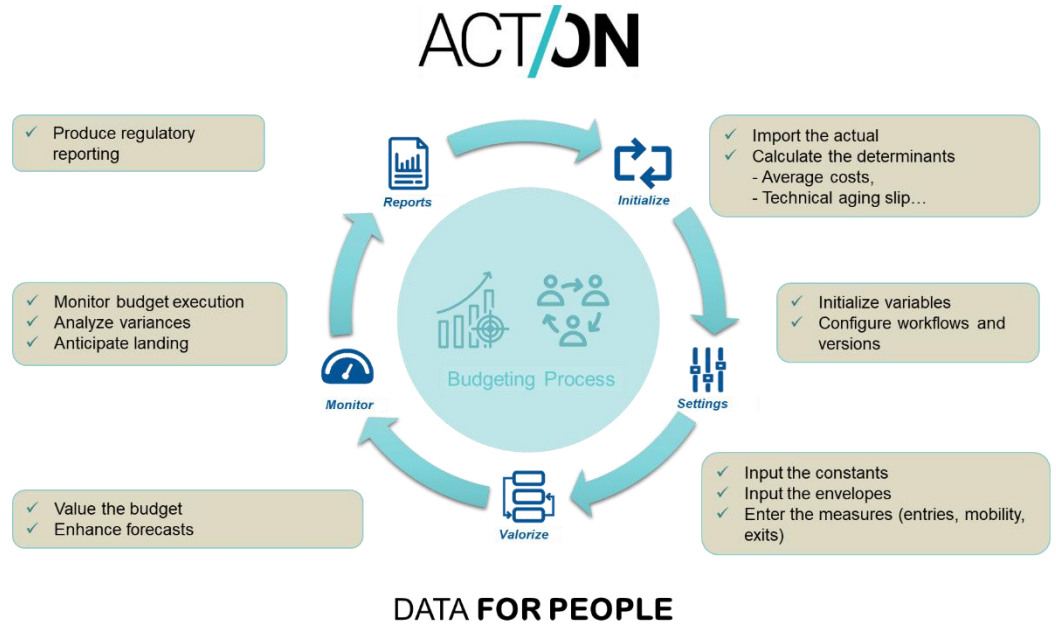 ACT/ON
✓ Produce regulatory
reporting
Reports
Initialize
✓ Import the actual
✓ Calculate the determinants
- Average costs,
- Technical aging slip…
✓ Monitor budget execution
✓ Analyze variances
✓ Anticipate landing
Monitor
Budgeting Process
✓ Initialize variables
✓ Configure workflows and
versions
Settings
✓ Value the budget
✓ Enhance forecasts
Valorize
✓ Input the constants
✓ Input the envelopes
✓ Enter the measures (entries, mobility,
exits)
DATA FOR PEOPLE